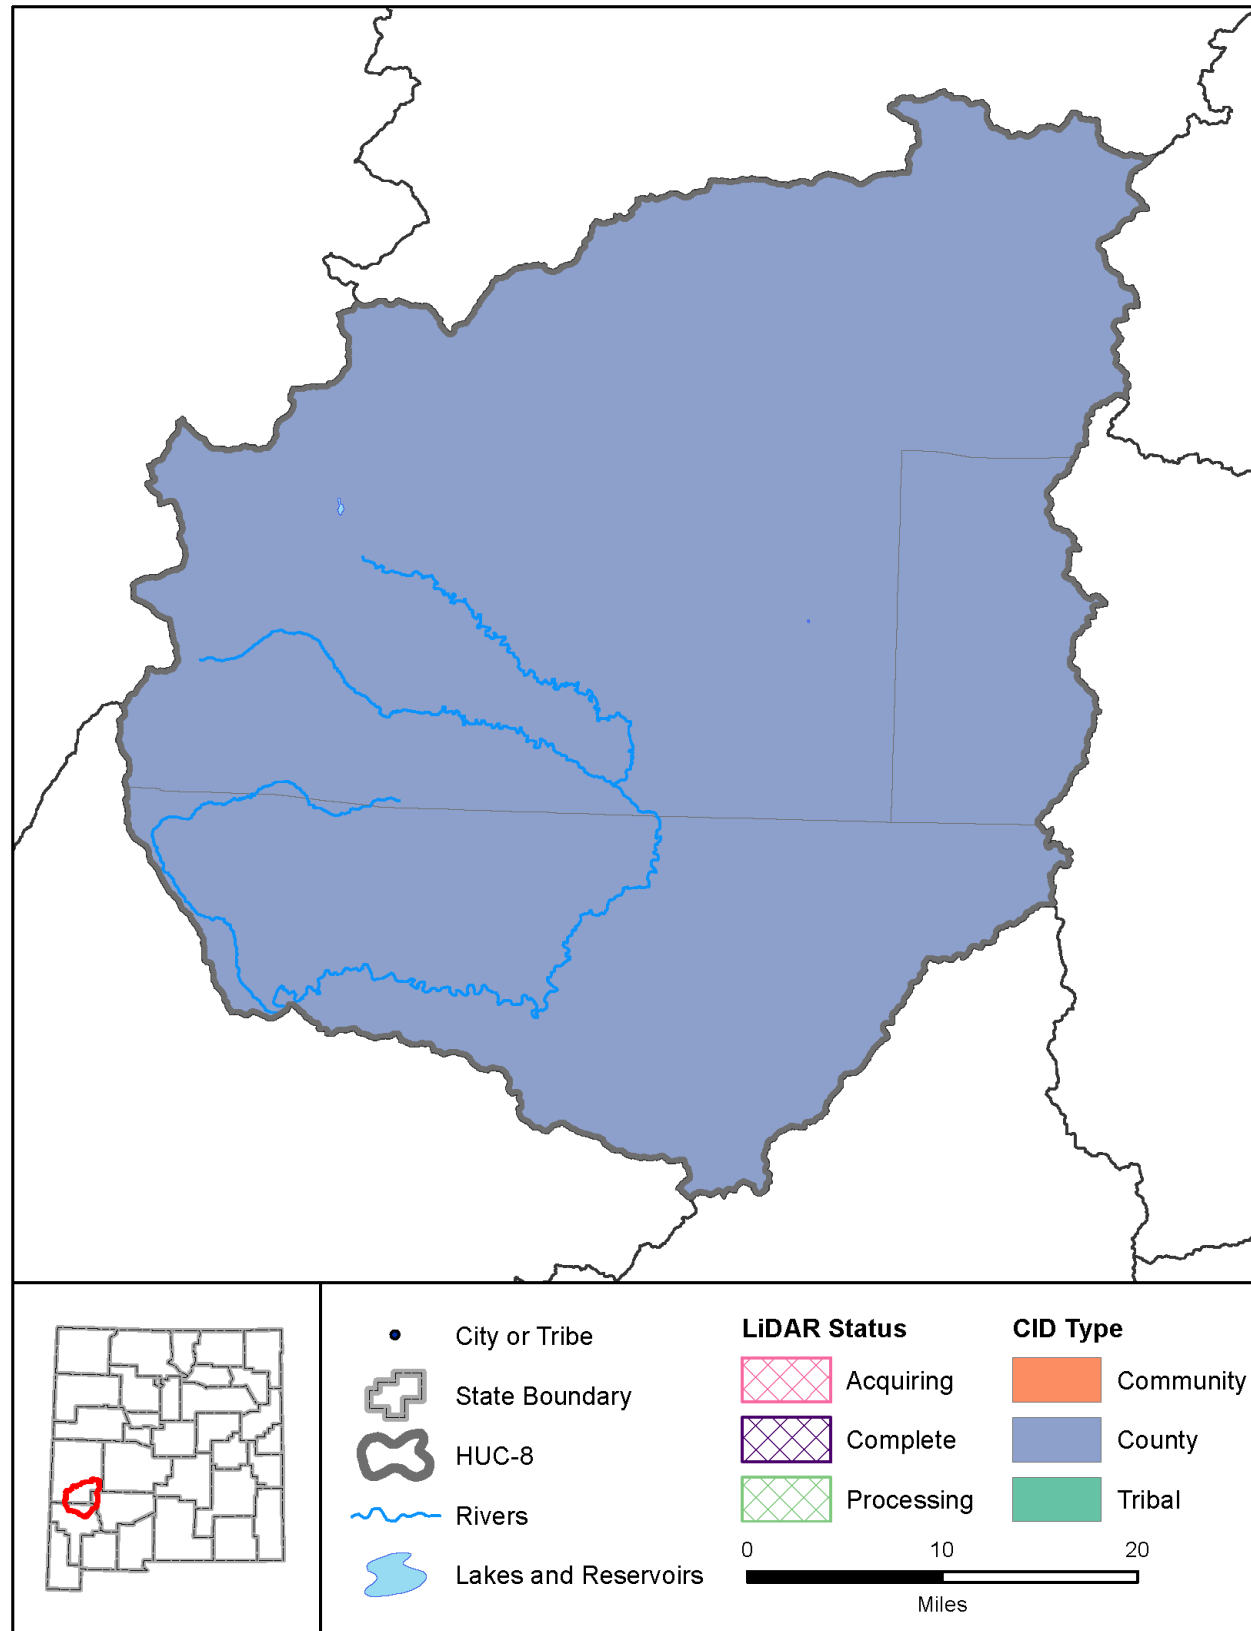 City or Tribe
State Boundary
HUC-8
Rivers
Lakes and Reservoirs
LiDAR Status
Acquiring
Complete
Processing
CID Type
Community
County
Tribal
0 10 20
Miles